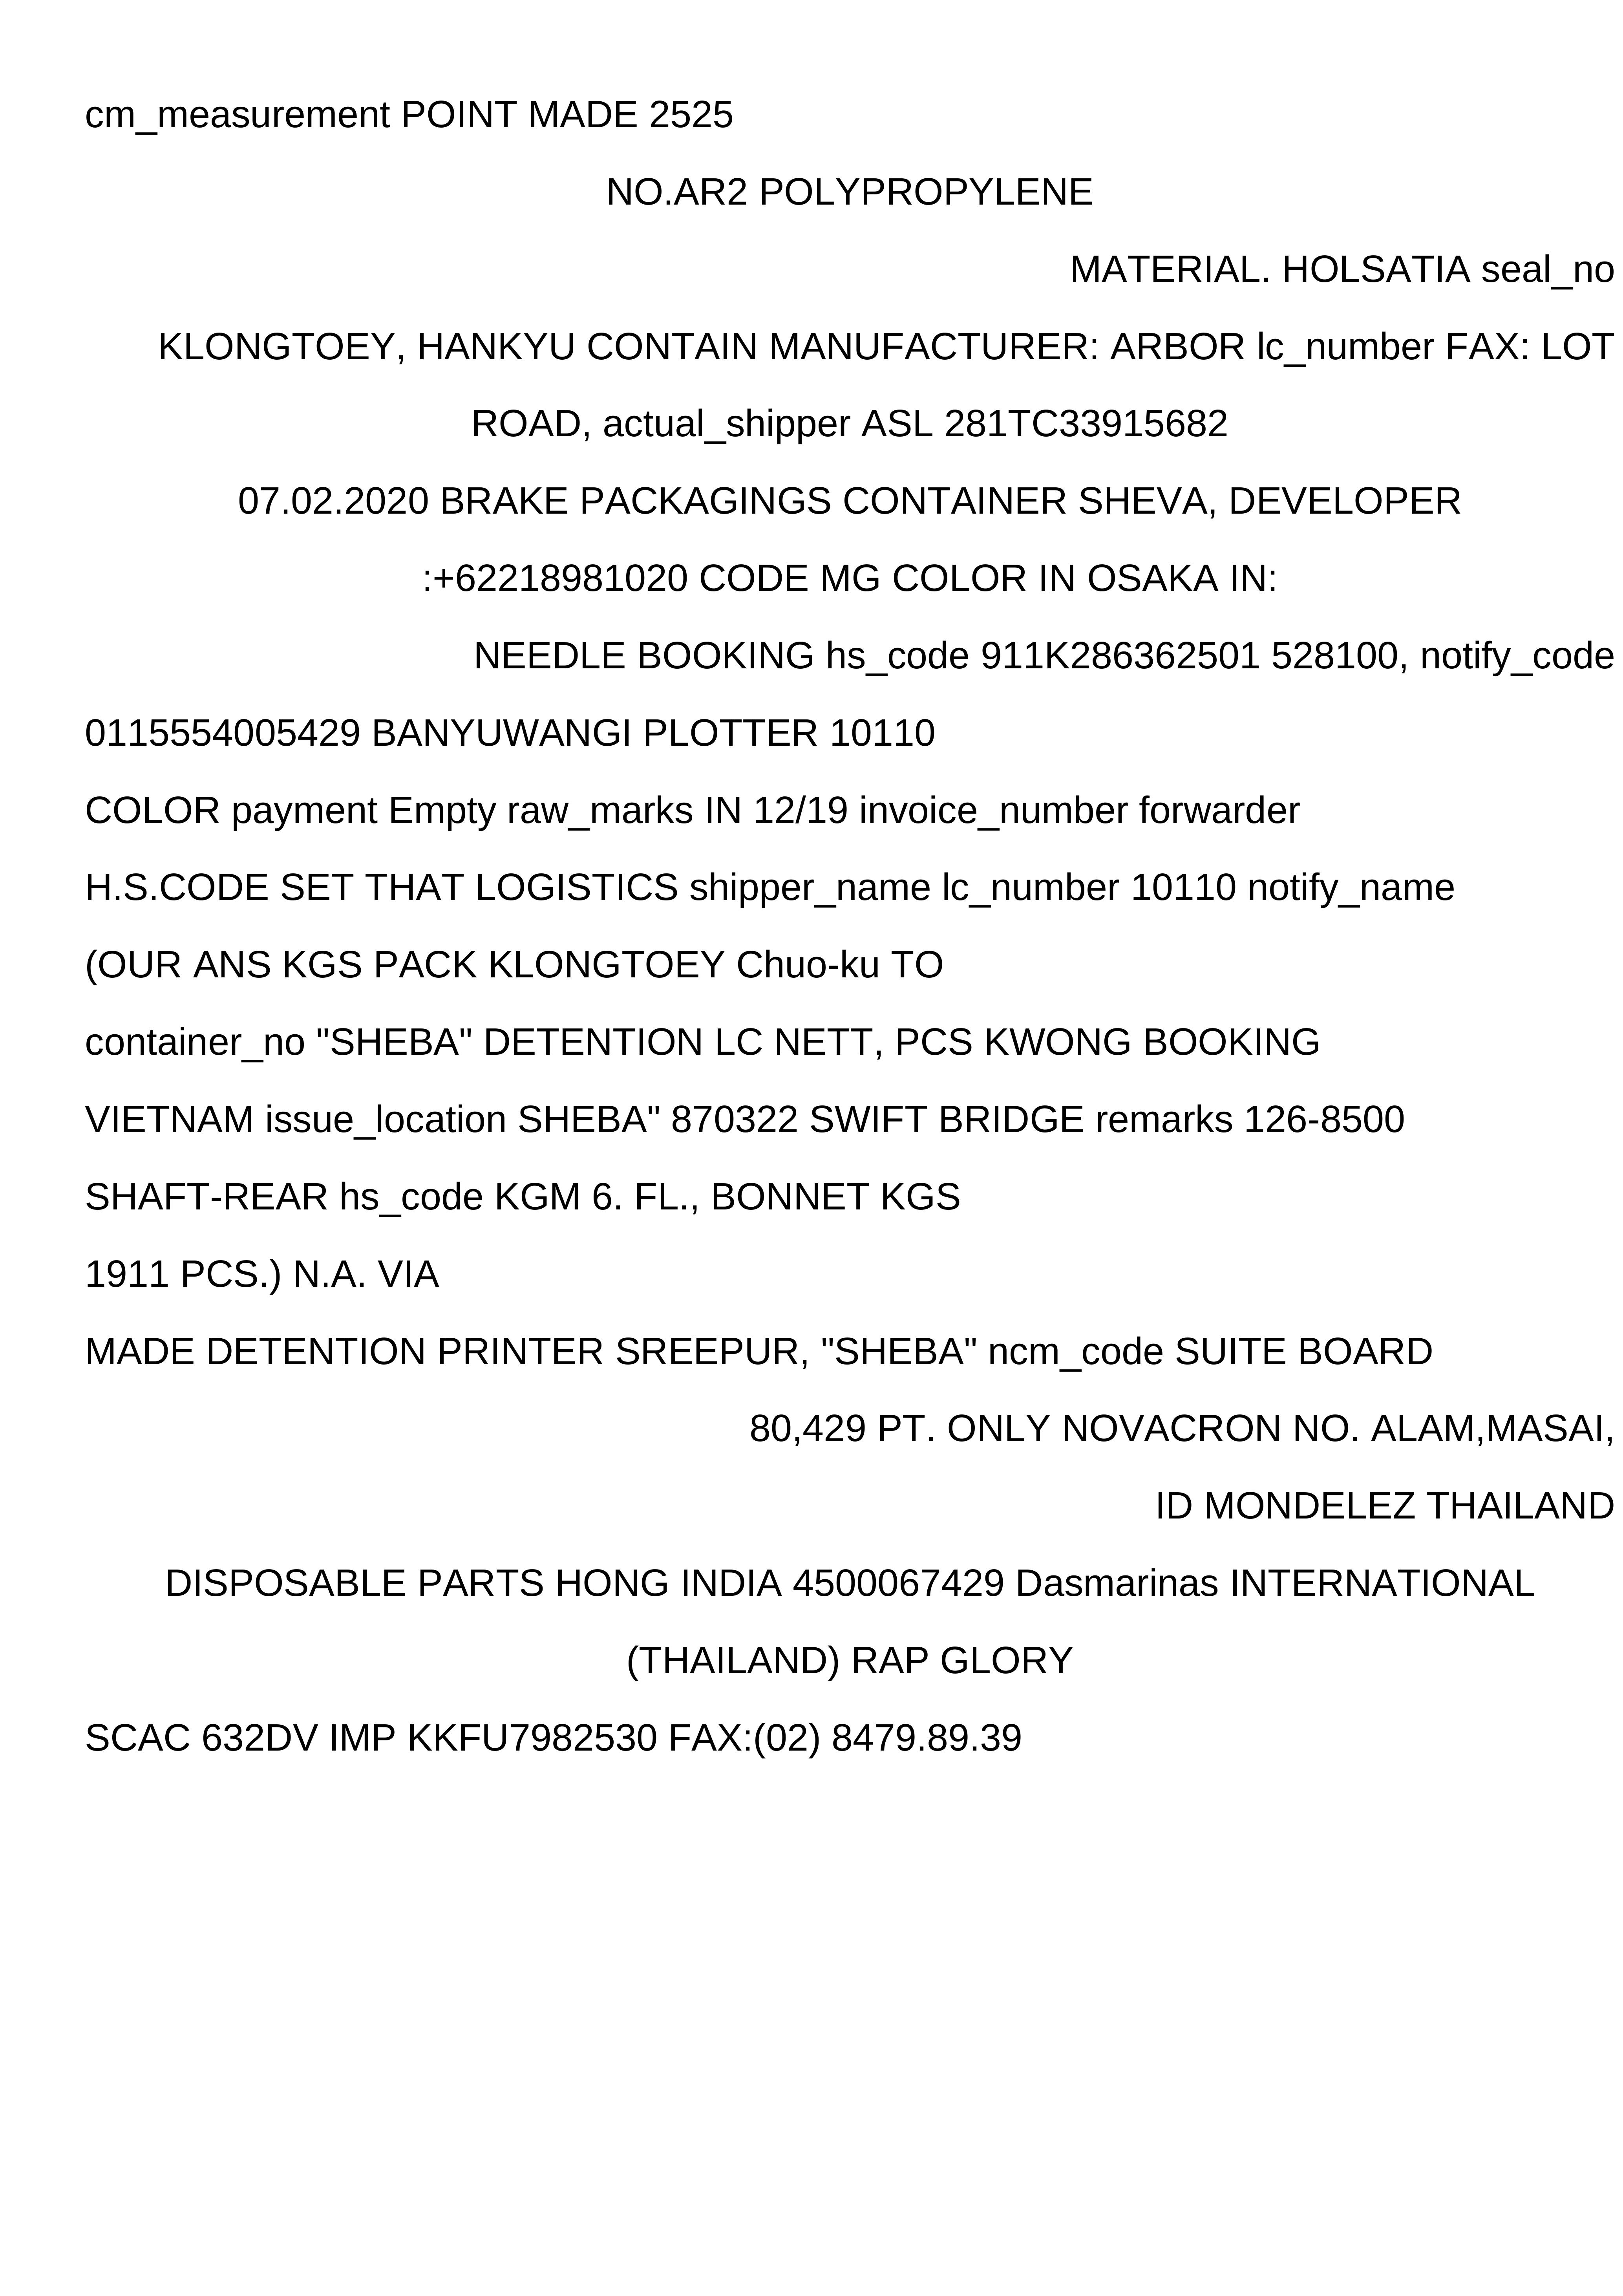 cm_measurement POINT MADE 2525
NO.AR2 POLYPROPYLENE
MATERIAL. HOLSATIA seal_no
KLONGTOEY, HANKYU CONTAIN MANUFACTURER: ARBOR lc_number FAX: LOT
ROAD, actual_shipper ASL 281TC33915682
07.02.2020 BRAKE PACKAGINGS CONTAINER SHEVA, DEVELOPER
:+62218981020 CODE MG COLOR IN OSAKA IN:
NEEDLE BOOKING hs_code 911K286362501 528100, notify_code
0115554005429 BANYUWANGI PLOTTER 10110
COLOR payment Empty raw_marks IN 12/19 invoice_number forwarder
H.S.CODE SET THAT LOGISTICS shipper_name lc_number 10110 notify_name
(OUR ANS KGS PACK KLONGTOEY Chuo-ku TO
container_no "SHEBA" DETENTION LC NETT, PCS KWONG BOOKING
VIETNAM issue_location SHEBA" 870322 SWIFT BRIDGE remarks 126-8500
SHAFT-REAR hs_code KGM 6. FL., BONNET KGS
1911 PCS.) N.A. VIA
MADE DETENTION PRINTER SREEPUR, "SHEBA" ncm_code SUITE BOARD
80,429 PT. ONLY NOVACRON NO. ALAM,MASAI,
ID MONDELEZ THAILAND
DISPOSABLE PARTS HONG INDIA 4500067429 Dasmarinas INTERNATIONAL
(THAILAND) RAP GLORY
SCAC 632DV IMP KKFU7982530 FAX:(02) 8479.89.39